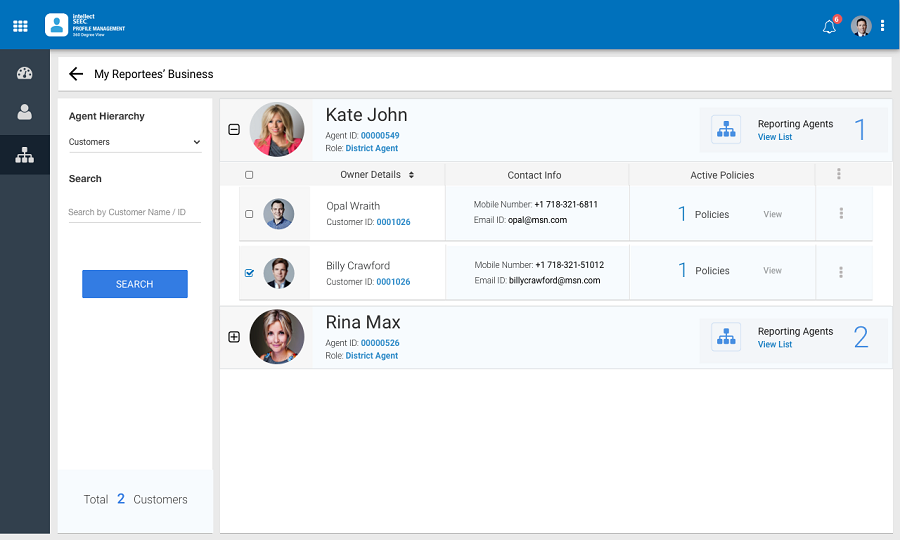 intellect
SEEC
PROFILE MANAGEMENT
360 Degree View
6
My Reportees' Business
Agent Hierarchy
Customers
Search
Search by Customer Name / ID
SEARCH
Total 2 Customers
Kate John
Agent ID: 00000549
Role: District Agent
Reporting Agents
View List
1
Owner Details
Contact Info
Active Policies
Opal Wraith
Customer ID: 0001026
Mobile Number: +1 718-321-6811
Email ID: opal@msn.com
1 Policies
View
Billy Crawford
Customer ID: 0001026
Mobile Number: +1 718-321-51012
Email ID: billycrawford@msn.com
1 Policies
View
Rina Max
Agent ID: 00000526
Role: District Agent
Reporting Agents
View List
2